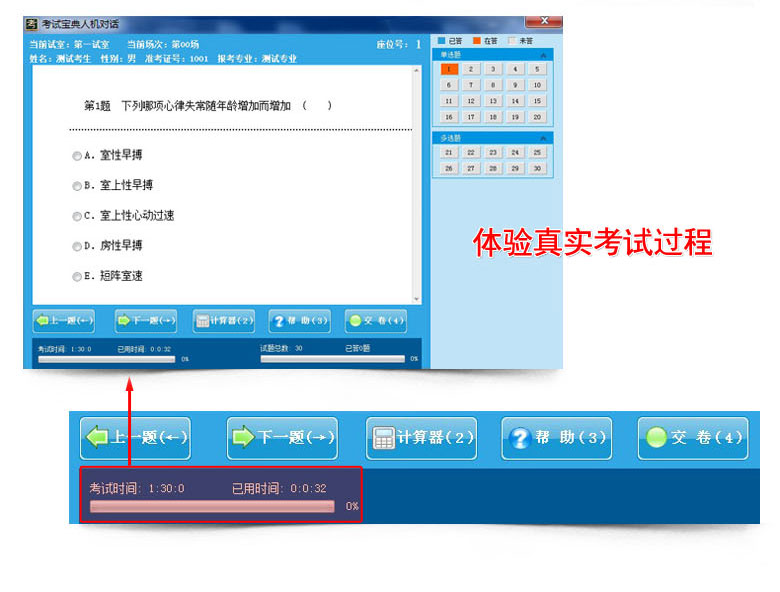 考 考试宝典人机对话
当前试室：第一试室 当前场次：第00场 座位号： 1
姓名：测试考生 性别：男 准考证号：1001 报考专业：测试专业
已答 在答 未答
单选题
1 2 3 4 5
6 7 8 9 10
11 12 13 14 15
16 17 18 19 20
多选题
21 22 23 24 25
26 27 28 29 30
第1题 下列哪项心律失常随年龄增加而增加 （ ）
A. 室性早搏
B. 室上性早搏
C. 室上性心动过速
D. 房性早搏
E. 短阵室速
体验真实考试过程
上一题(←) 下一题(→) 计算器(2) 帮 助(3) 交 卷(4)
考试时间: 1:30:0 已用时间: 0:0:32 试题总数: 30 已答0题
0% 0%
上一题(←) 下一题(→) 计算器(2) 帮 助(3) 交 卷(4)
考试时间: 1:30:0 已用时间: 0:0:32
0%